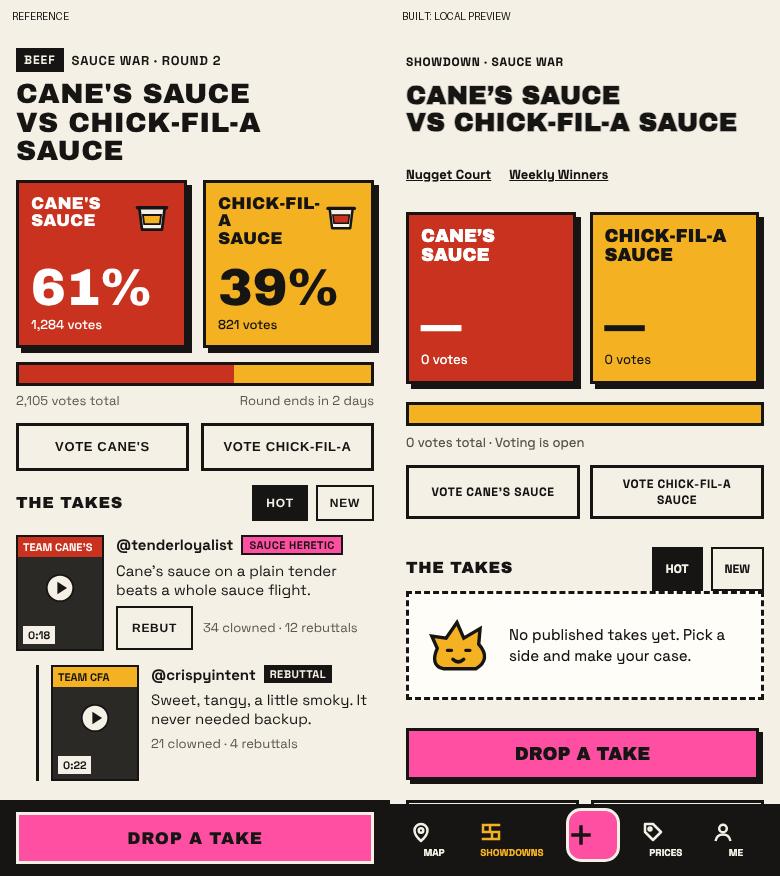 REFERENCE
BEEF SAUCE WAR · ROUND 2
CANE'S SAUCE
VS CHICK-FIL-A
SAUCE
CANE'S
SAUCE
61%
1,284 votes
CHICK-FIL-
A
SAUCE
39%
821 votes
2,105 votes total
Round ends in 2 days
VOTE CANE'S
VOTE CHICK-FIL-A
THE TAKES
HOT
NEW
TEAM CANE'S
0:18
@tenderloyalist SAUCE HERETIC
Cane's sauce on a plain tender
beats a whole sauce flight.
REBUT
34 clowned · 12 rebuttals
TEAM CFA
0:22
@crispyintent REBUTTAL
Sweet, tangy, a little smoky. It
never needed backup.
21 clowned · 4 rebuttals
DROP A TAKE
BUILT: LOCAL PREVIEW
SHOWDOWN · SAUCE WAR
CANE’S SAUCE
VS CHICK-FIL-A SAUCE
Nugget Court
Weekly Winners
CANE’S
SAUCE
—
0 votes
CHICK-FIL-A
SAUCE
—
0 votes
0 votes total · Voting is open
VOTE CANE’S SAUCE
VOTE CHICK-FIL-A
SAUCE
THE TAKES
HOT
NEW
No published takes yet. Pick a
side and make your case.
DROP A TAKE
MAP
SHOWDOWNS
PRICES
ME